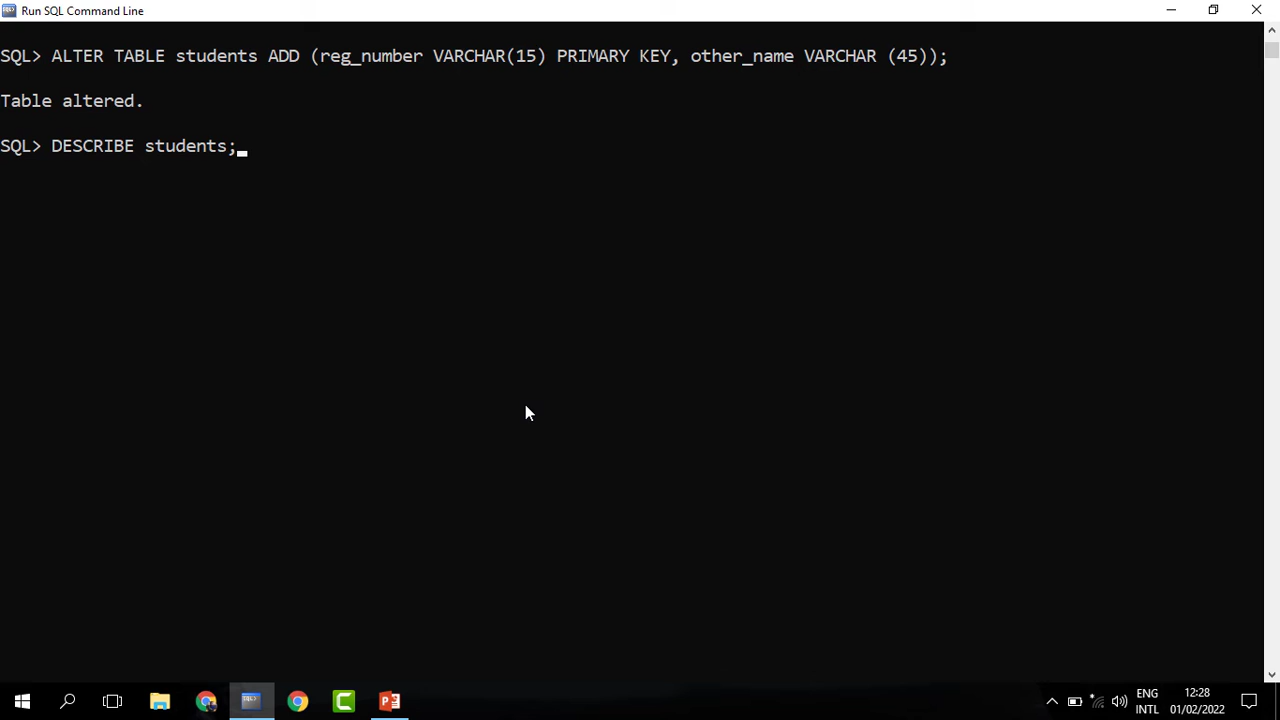 Run SQL Command Line
SQL> ALTER TABLE students ADD (reg_number VARCHAR(15) PRIMARY KEY, other_name VARCHAR (45));
Table altered.
SQL> DESCRIBE students;
ENG
INTL
12:28
01/02/2022